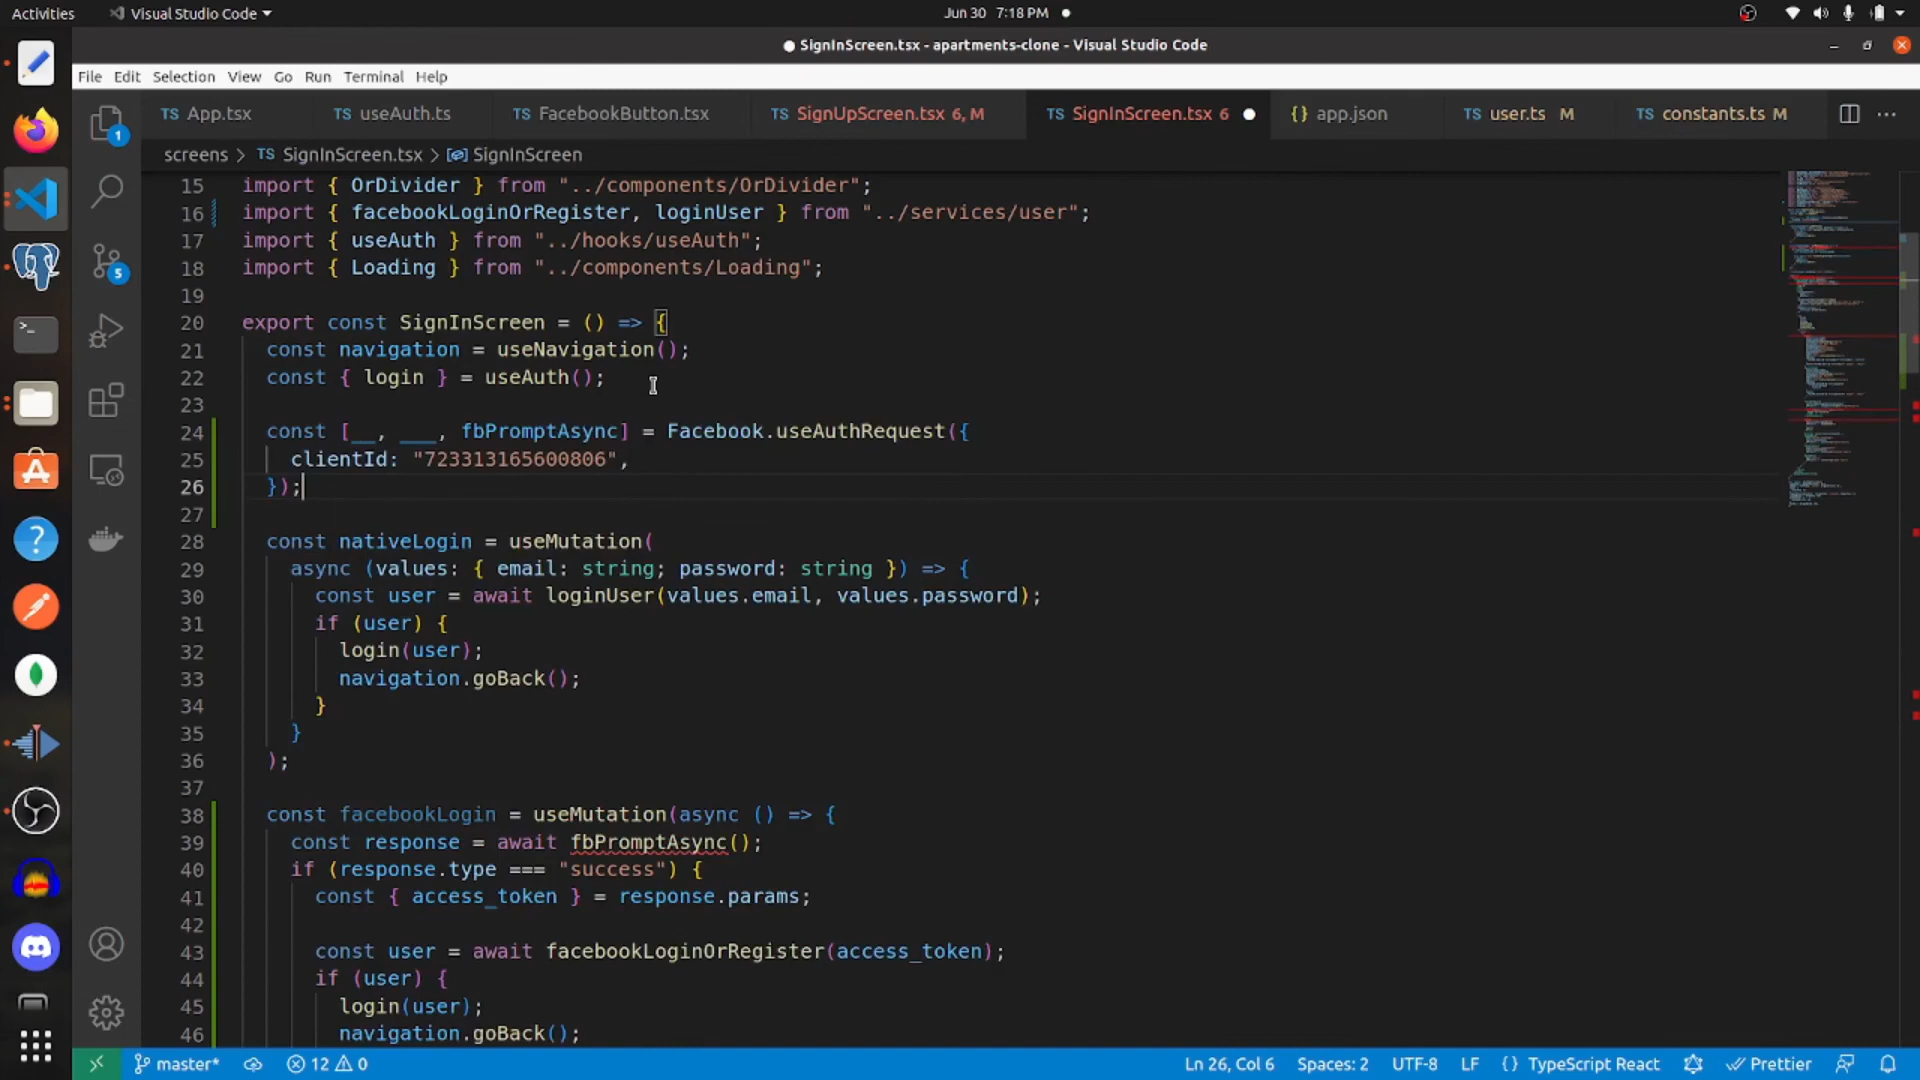 Activities
Visual Studio Code
Jun 30 7:18 PM
SignInScreen.tsx - apartments-clone - Visual Studio Code
File Edit Selection View Go Run Terminal Help
TS App.tsx
TS useAuth.ts
TS FacebookButton.tsx
TS SignUpScreen.tsx 6, M
TS SignInScreen.tsx 6
{} app.json
TS user.ts M
TS constants.ts M
screens > TS SignInScreen.tsx > SignInScreen
15 import { OrDivider } from "../components/OrDivider";
16 import { facebookLoginOrRegister, loginUser } from "../services/user";
17 import { useAuth } from "../hooks/useAuth";
18 import { Loading } from "../components/Loading";
19
20 export const SignInScreen = () => {
21 const navigation = useNavigation();
22 const { login } = useAuth();
23
24 const [__, ___, fbPromptAsync] = Facebook.useAuthRequest({
25 clientId: "723313165600806",
26 });
27
28 const nativeLogin = useMutation(
29 async (values: { email: string; password: string }) => {
30 const user = await loginUser(values.email, values.password);
31 if (user) {
32 login(user);
33 navigation.goBack();
34 }
35 }
36 );
37
38 const facebookLogin = useMutation(async () => {
39 const response = await fbPromptAsync();
40 if (response.type === "success") {
41 const { access_token } = response.params;
42
43 const user = await facebookLoginOrRegister(access_token);
44 if (user) {
45 login(user);
46 navigation.goBack();
1
5
master* 12 0 Ln 26, Col 6 Spaces: 2 UTF-8 LF {} TypeScript React Prettier